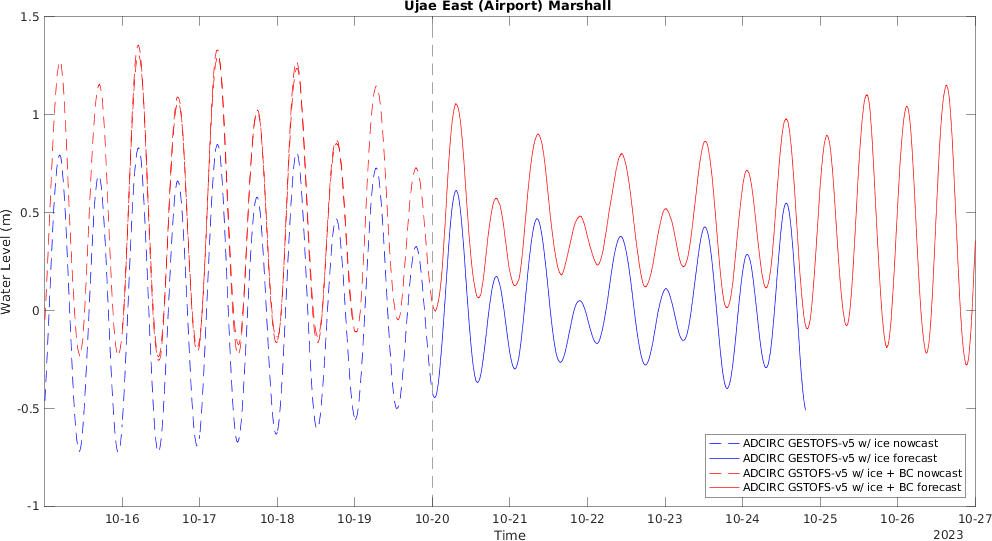 Ujae East (Airport) Marshall
1.5
1
0.5
0
-0.5
-1
Water Level (m)
10-16
10-17
10-18
10-19
10-20
10-21
10-22
10-23
10-24
10-25
10-26
10-27
2023
Time
ADCIRC GESTOFS-v5 w/ ice nowcast
ADCIRC GESTOFS-v5 w/ ice forecast
ADCIRC GSTOFS-v5 w/ ice + BC nowcast
ADCIRC GSTOFS-v5 w/ ice + BC forecast